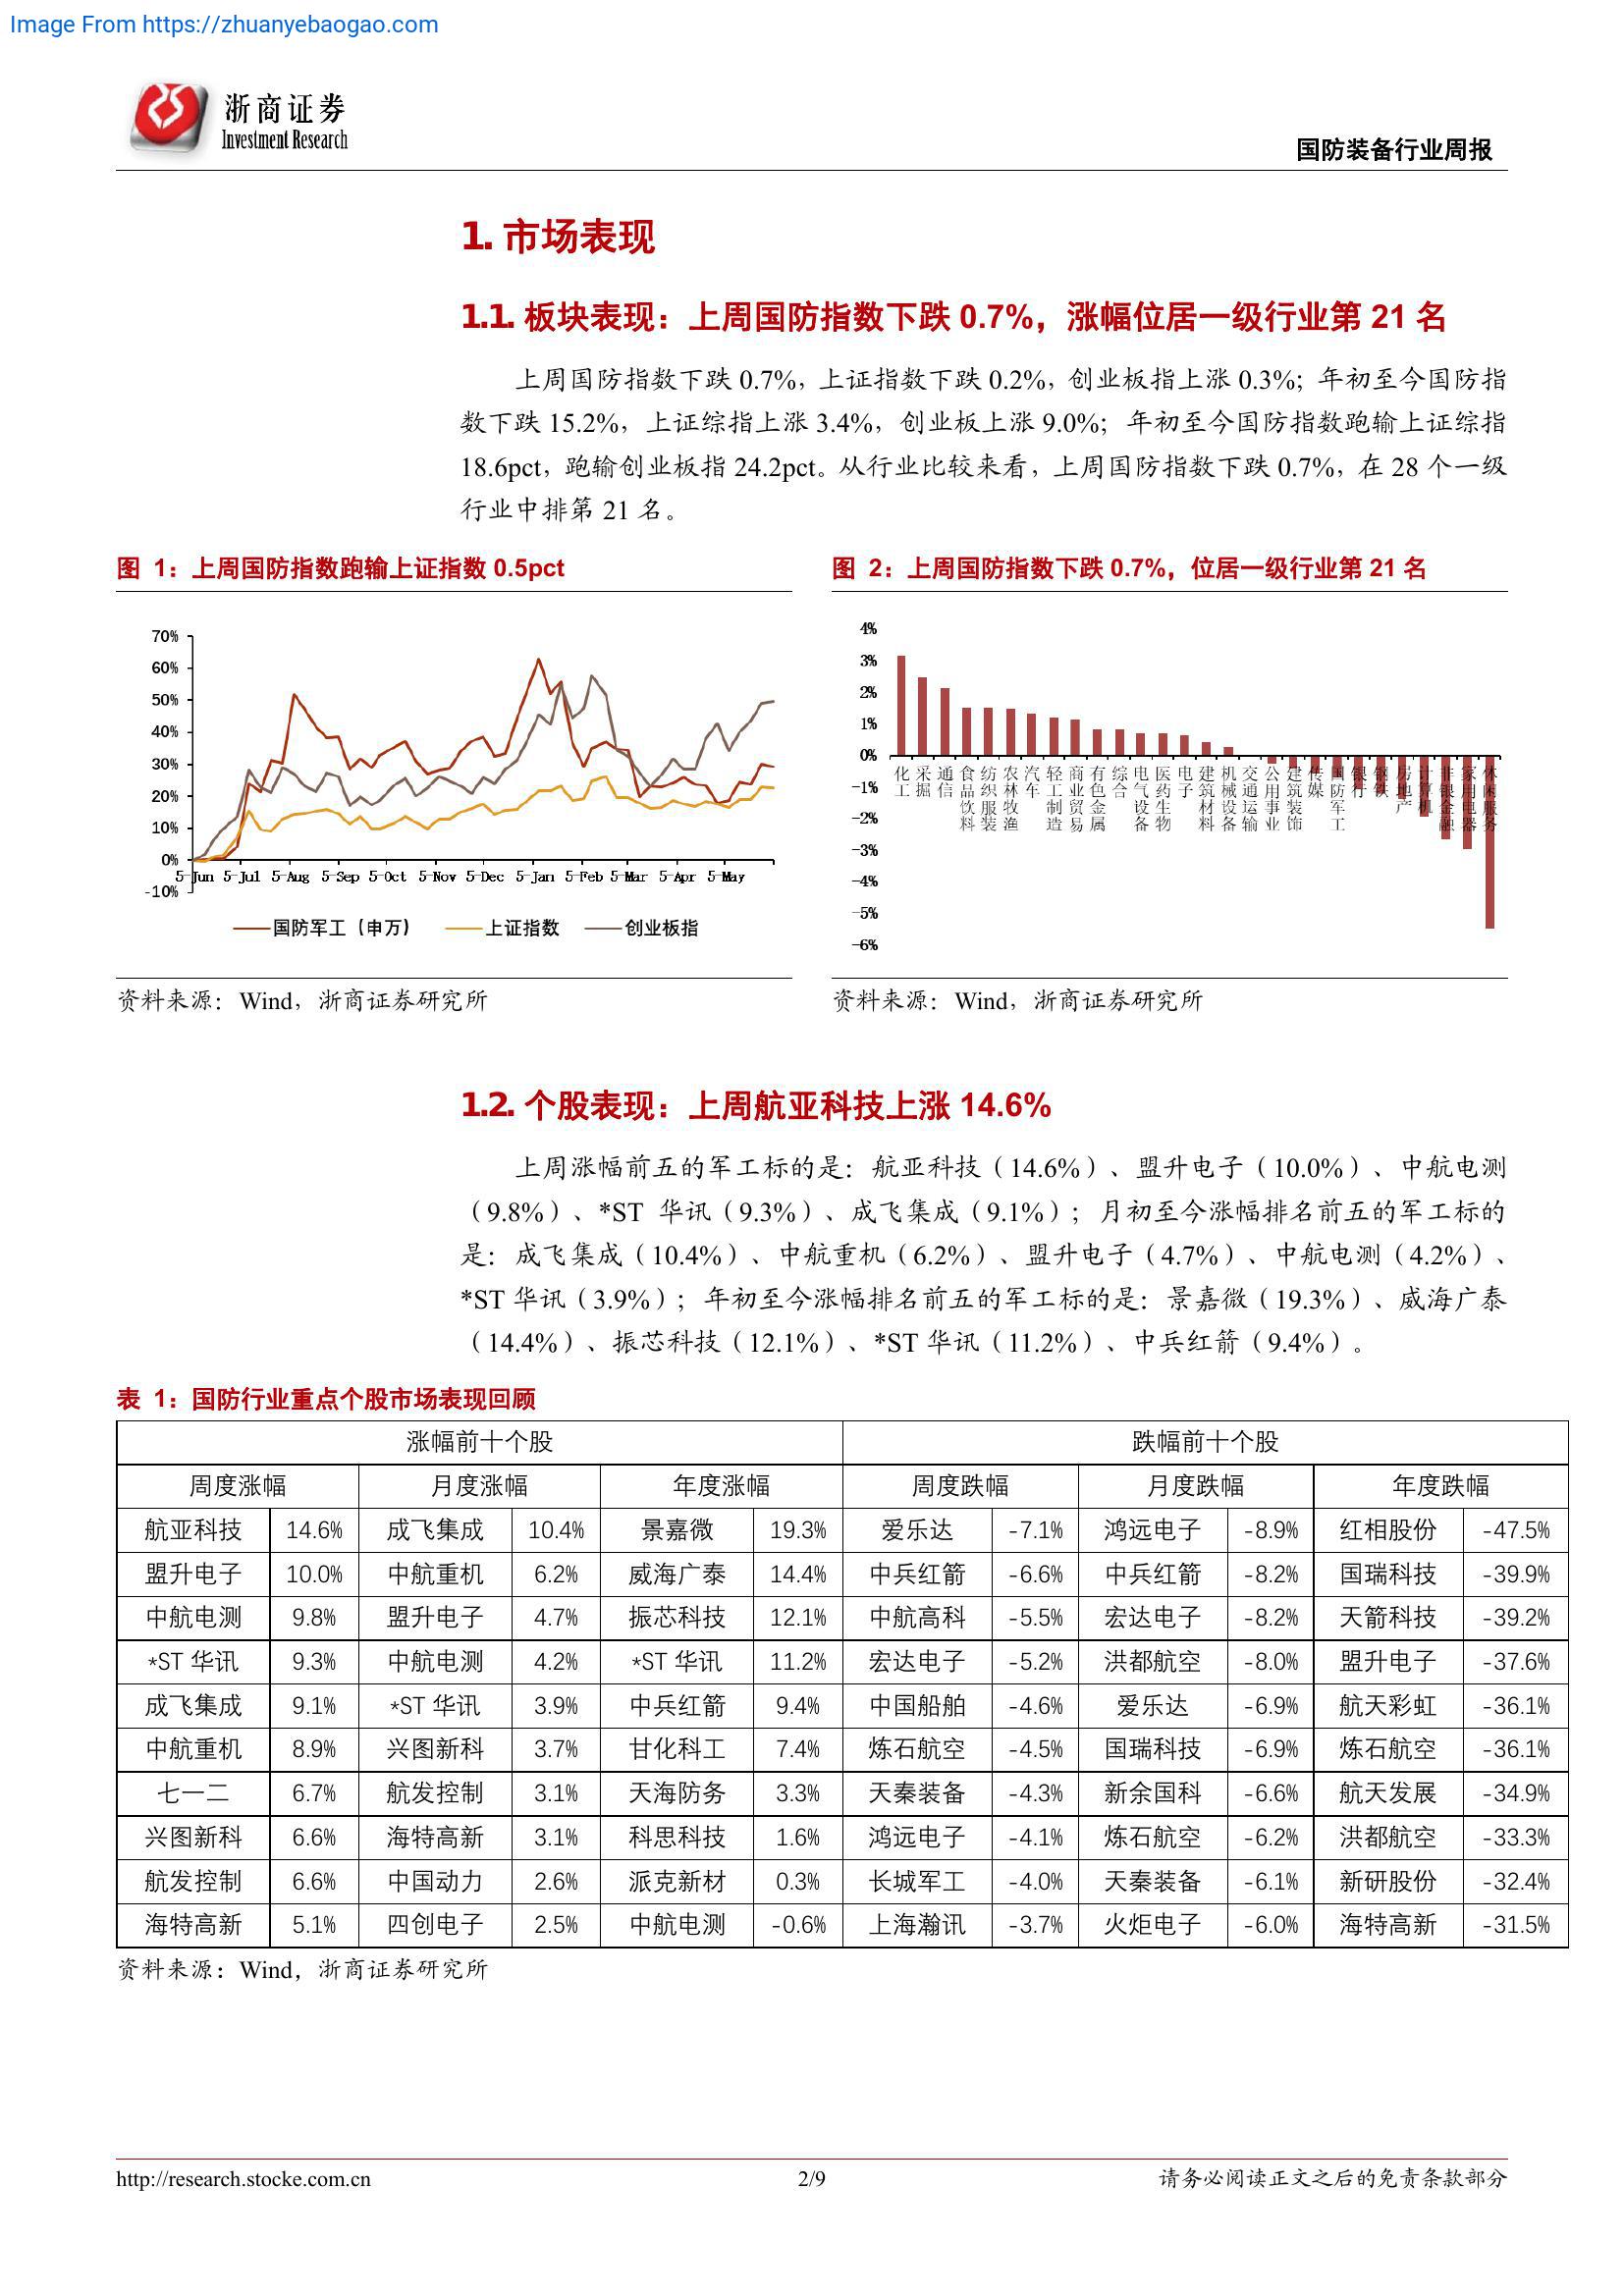 Image From https://zhuanyebaogao.com
浙商证券
Investment Research
国防装备行业周报
1. 市场表现
1.1. 板块表现：上周国防指数下跌 0.7%，涨幅位居一级行业第 21 名
上周国防指数下跌 0.7%，上证指数下跌 0.2%，创业板指上涨 0.3%；年初至今国防指
数下跌 15.2%，上证综指上涨 3.4%，创业板上涨 9.0%；年初至今国防指数跑输上证综指
18.6pct，跑输创业板指 24.2pct。从行业比较来看，上周国防指数下跌 0.7%，在 28 个一级
行业中排第 21 名。
图 1：上周国防指数跑输上证指数 0.5pct
70%
60%
50%
40%
30%
20%
10%
0%
-10%
5-Jun 5-Jul 5-Aug 5-Sep 5-Oct 5-Nov 5-Dec 5-Jan 5-Feb 5-Mar 5-Apr 5-May
国防军工（申万） 上证指数 创业板指
资料来源：Wind，浙商证券研究所
图 2：上周国防指数下跌 0.7%，位居一级行业第 21 名
4%
3%
2%
1%
0%
-1%
-2%
-3%
-4%
-5%
-6%
化工 采掘 通信 食品饮料 纺织服装 农林牧渔 汽车 轻工制造 商业贸易 有色金属 综合 电气设备 医药生物 电子 建筑材料 机械设备 交通运输 公用事业 建筑装饰 传媒 国防军工 银行 钢铁 房地产 计算机 非银金融 家用电器 休闲服务
资料来源：Wind，浙商证券研究所
1.2. 个股表现：上周航亚科技上涨 14.6%
上周涨幅前五的军工标的是：航亚科技（14.6%）、盟升电子（10.0%）、中航电测
（9.8%）、*ST 华讯（9.3%）、成飞集成（9.1%）；月初至今涨幅排名前五的军工标的
是：成飞集成（10.4%）、中航重机（6.2%）、盟升电子（4.7%）、中航电测（4.2%）、
*ST 华讯（3.9%）；年初至今涨幅排名前五的军工标的是：景嘉微（19.3%）、威海广泰
（14.4%）、振芯科技（12.1%）、*ST 华讯（11.2%）、中兵红箭（9.4%）。
表 1：国防行业重点个股市场表现回顾
涨幅前十个股 跌幅前十个股
周度涨幅 月度涨幅 年度涨幅 周度跌幅 月度跌幅 年度跌幅
航亚科技 14.6% 成飞集成 10.4% 景嘉微 19.3% 爱乐达 -7.1% 鸿远电子 -8.9% 红相股份 -47.5%
盟升电子 10.0% 中航重机 6.2% 威海广泰 14.4% 中兵红箭 -6.6% 中兵红箭 -8.2% 国瑞科技 -39.9%
中航电测 9.8% 盟升电子 4.7% 振芯科技 12.1% 中航高科 -5.5% 宏达电子 -8.2% 天箭科技 -39.2%
*ST 华讯 9.3% 中航电测 4.2% *ST 华讯 11.2% 宏达电子 -5.2% 洪都航空 -8.0% 盟升电子 -37.6%
成飞集成 9.1% *ST 华讯 3.9% 中兵红箭 9.4% 中国船舶 -4.6% 爱乐达 -6.9% 航天彩虹 -36.1%
中航重机 8.9% 兴图新科 3.7% 甘化科工 7.4% 炼石航空 -4.5% 国瑞科技 -6.9% 炼石航空 -36.1%
七一二 6.7% 航发控制 3.1% 天海防务 3.3% 天秦装备 -4.3% 新余国科 -6.6% 航天发展 -34.9%
兴图新科 6.6% 海特高新 3.1% 科思科技 1.6% 鸿远电子 -4.1% 炼石航空 -6.2% 洪都航空 -33.3%
航发控制 6.6% 中国动力 2.6% 派克新材 0.3% 长城军工 -4.0% 天秦装备 -6.1% 新研股份 -32.4%
海特高新 5.1% 四创电子 2.5% 中航电测 -0.6% 上海瀚讯 -3.7% 火炬电子 -6.0% 海特高新 -31.5%
资料来源：Wind，浙商证券研究所
http://research.stocke.com.cn 2/9 请务必阅读正文之后的免责条款部分